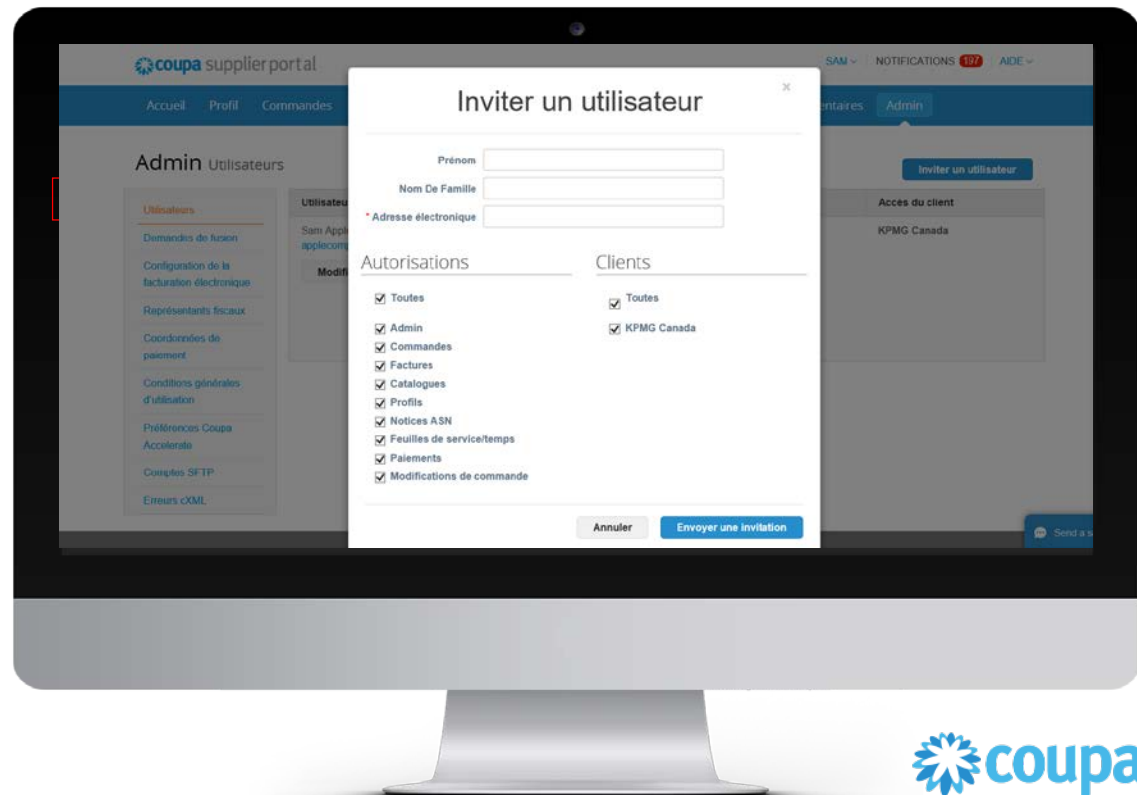 coupa supplier portal
SAM NOTIFICATIONS 197 AIDE
Accueil Profil Commandes
entaires Admin
Inviter un utilisateur
×
Prénom
Nom De Famille
* Adresse électronique
Autorisations
Toutes
Admin
Commandes
Factures
Catalogues
Profils
Notices ASN
Feuilles de service/temps
Paiements
Modifications de commande
Clients
Toutes
KPMG Canada
Annuler Envoyer une invitation
Admin Utilisateurs
Inviter un utilisateur
Utilisateurs
Demandes de fusion
Configuration de la
facturation électronique
Représentants fiscaux
Coordonnées de
paiement
Conditions générales
d'utilisation
Préférences Coupa
Accelerate
Comptes SFTP
Erreurs cXML
Utilisateu
Sam Appl
applecom
Modifi
Accès du client
KPMG Canada
Send a s
coupa